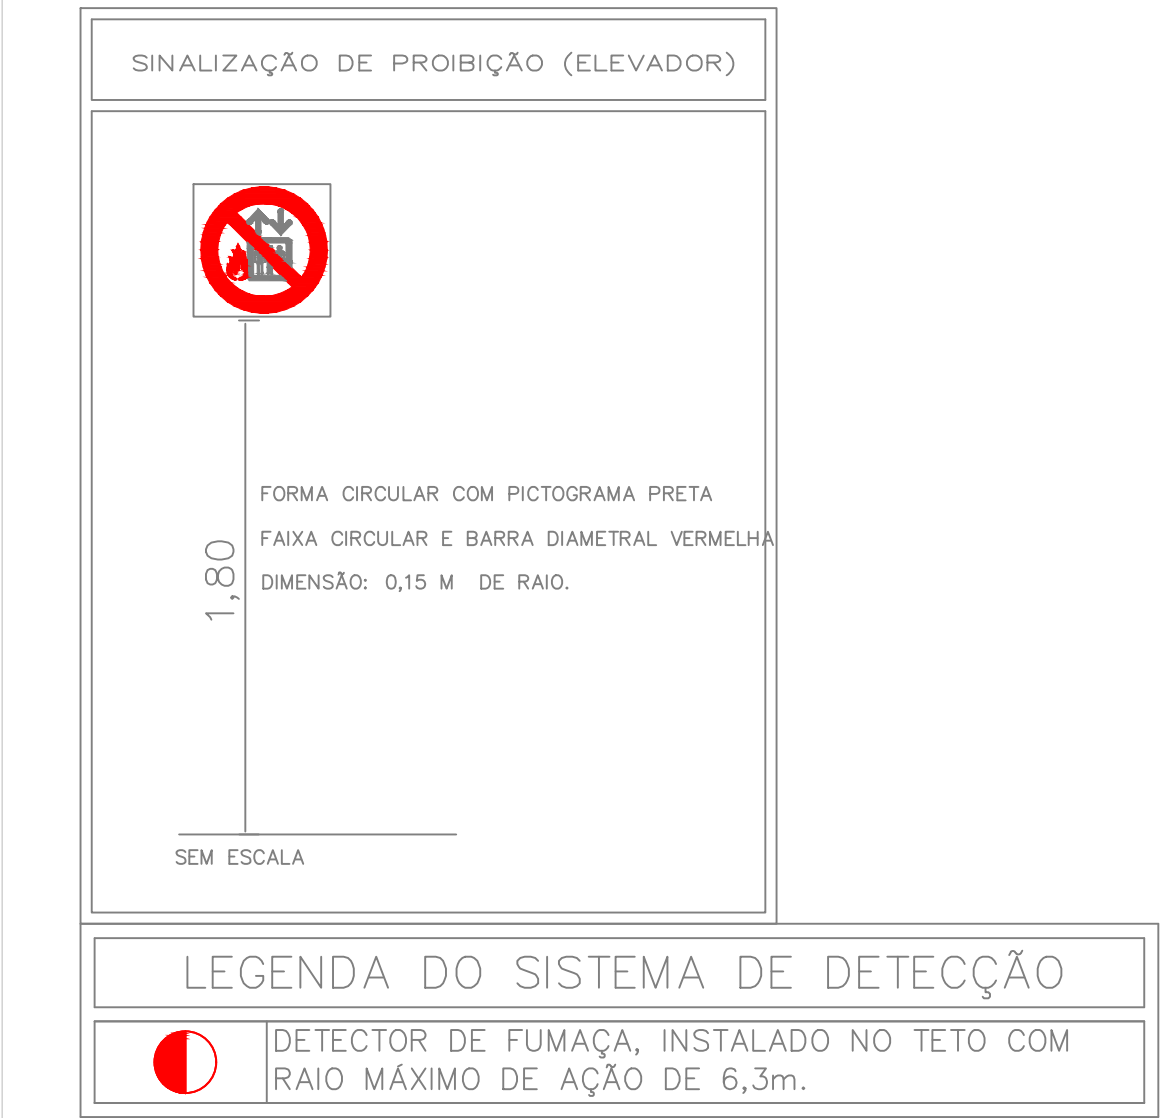 SINALIZAÇÃO DE PROIBIÇÃO (ELEVADOR)
FORMA CIRCULAR COM PICTOGRAMA PRETA
FAIXA CIRCULAR E BARRA DIAMETRAL VERMELHA
1,80
DIMENSÃO: 0,15 M DE RAIO.
SEM ESCALA
LEGENDA DO SISTEMA DE DETECÇÃO
DETECTOR DE FUMAÇA, INSTALADO NO TETO COM
RAIO MÁXIMO DE AÇÃO DE 6,3m.